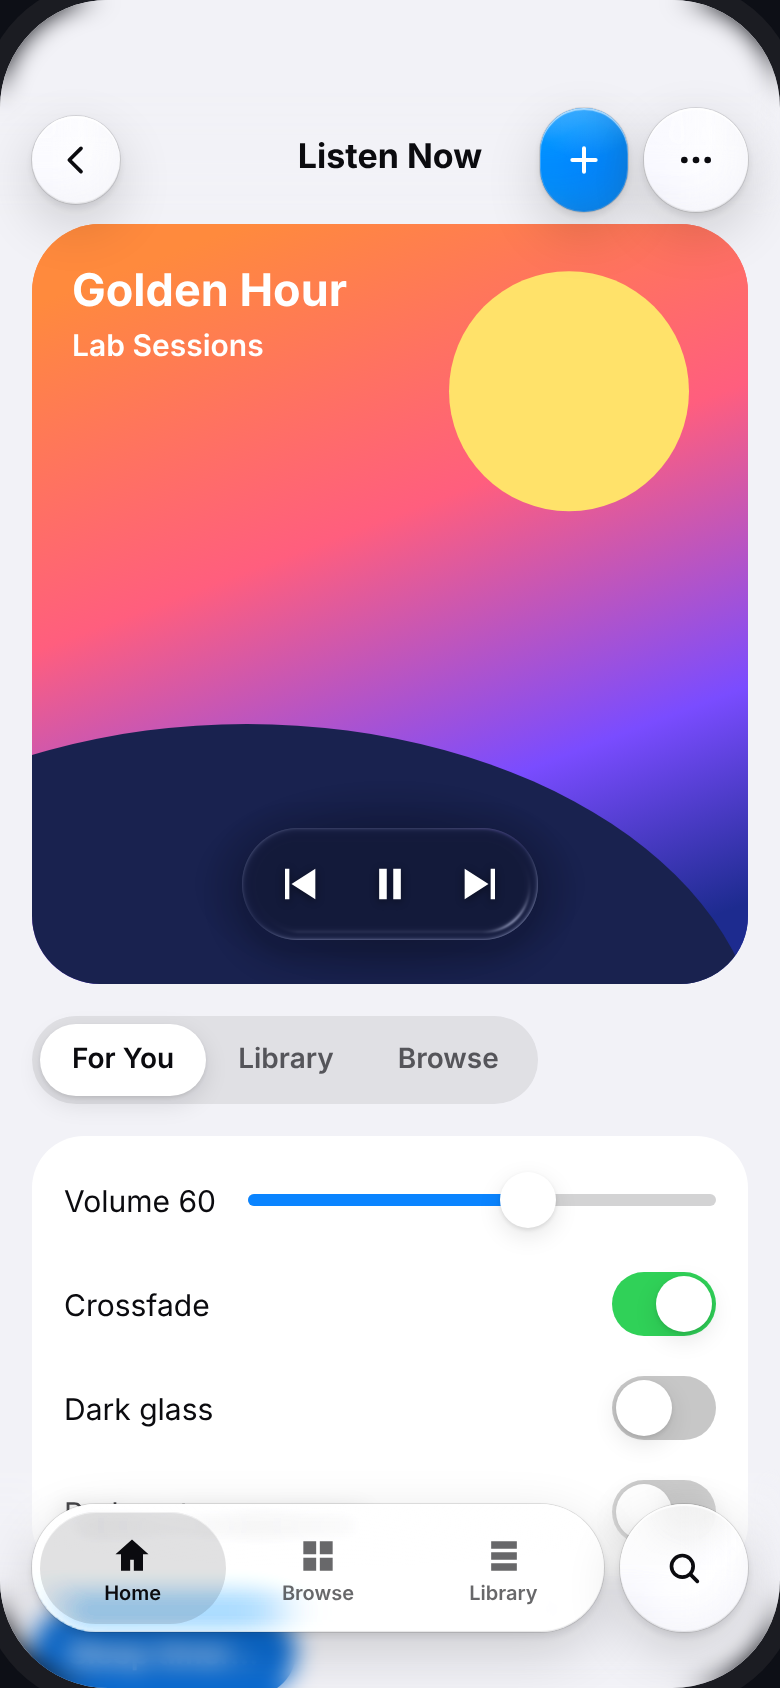 Listen Now
Golden Hour
Lab Sessions
For You
Library
Browse
Volume 60
Crossfade
Dark glass
Home
Browse
Library